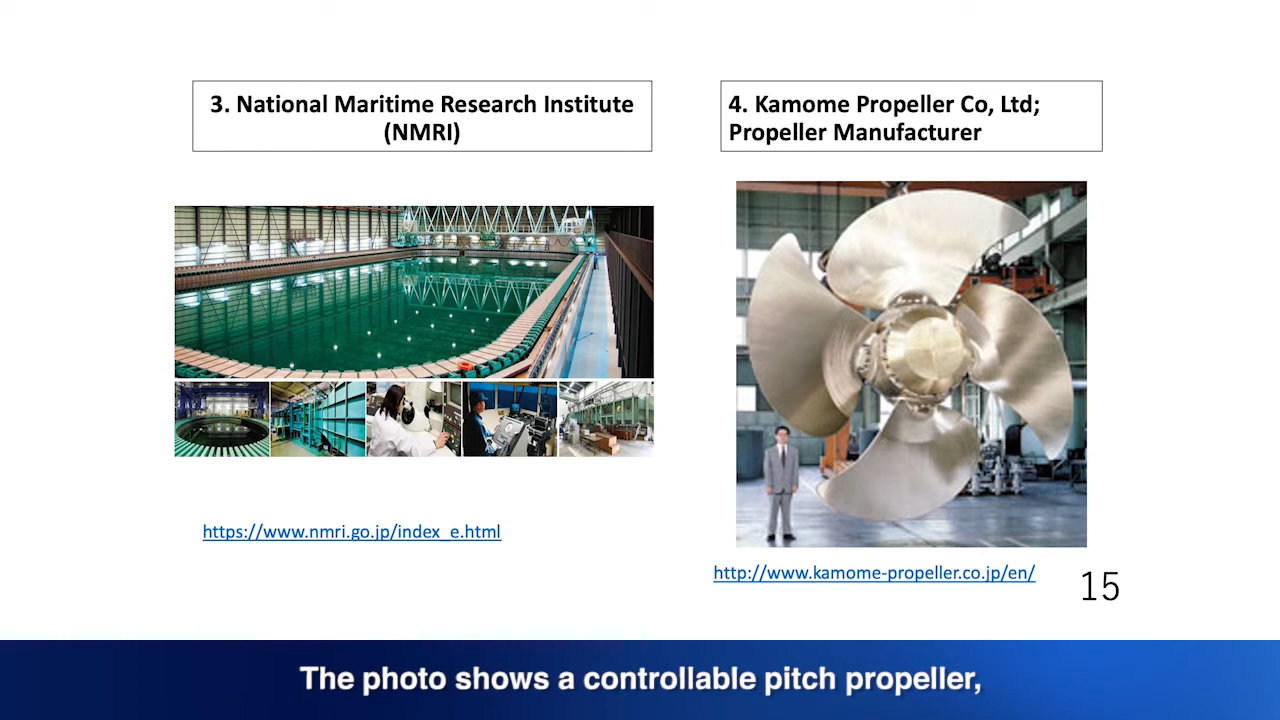 3. National Maritime Research Institute
(NMRI)
4. Kamome Propeller Co, Ltd;
Propeller Manufacturer
https://www.nmri.go.jp/index_e.html
http://www.kamome-propeller.co.jp/en/
15
The photo shows a controllable pitch propeller,